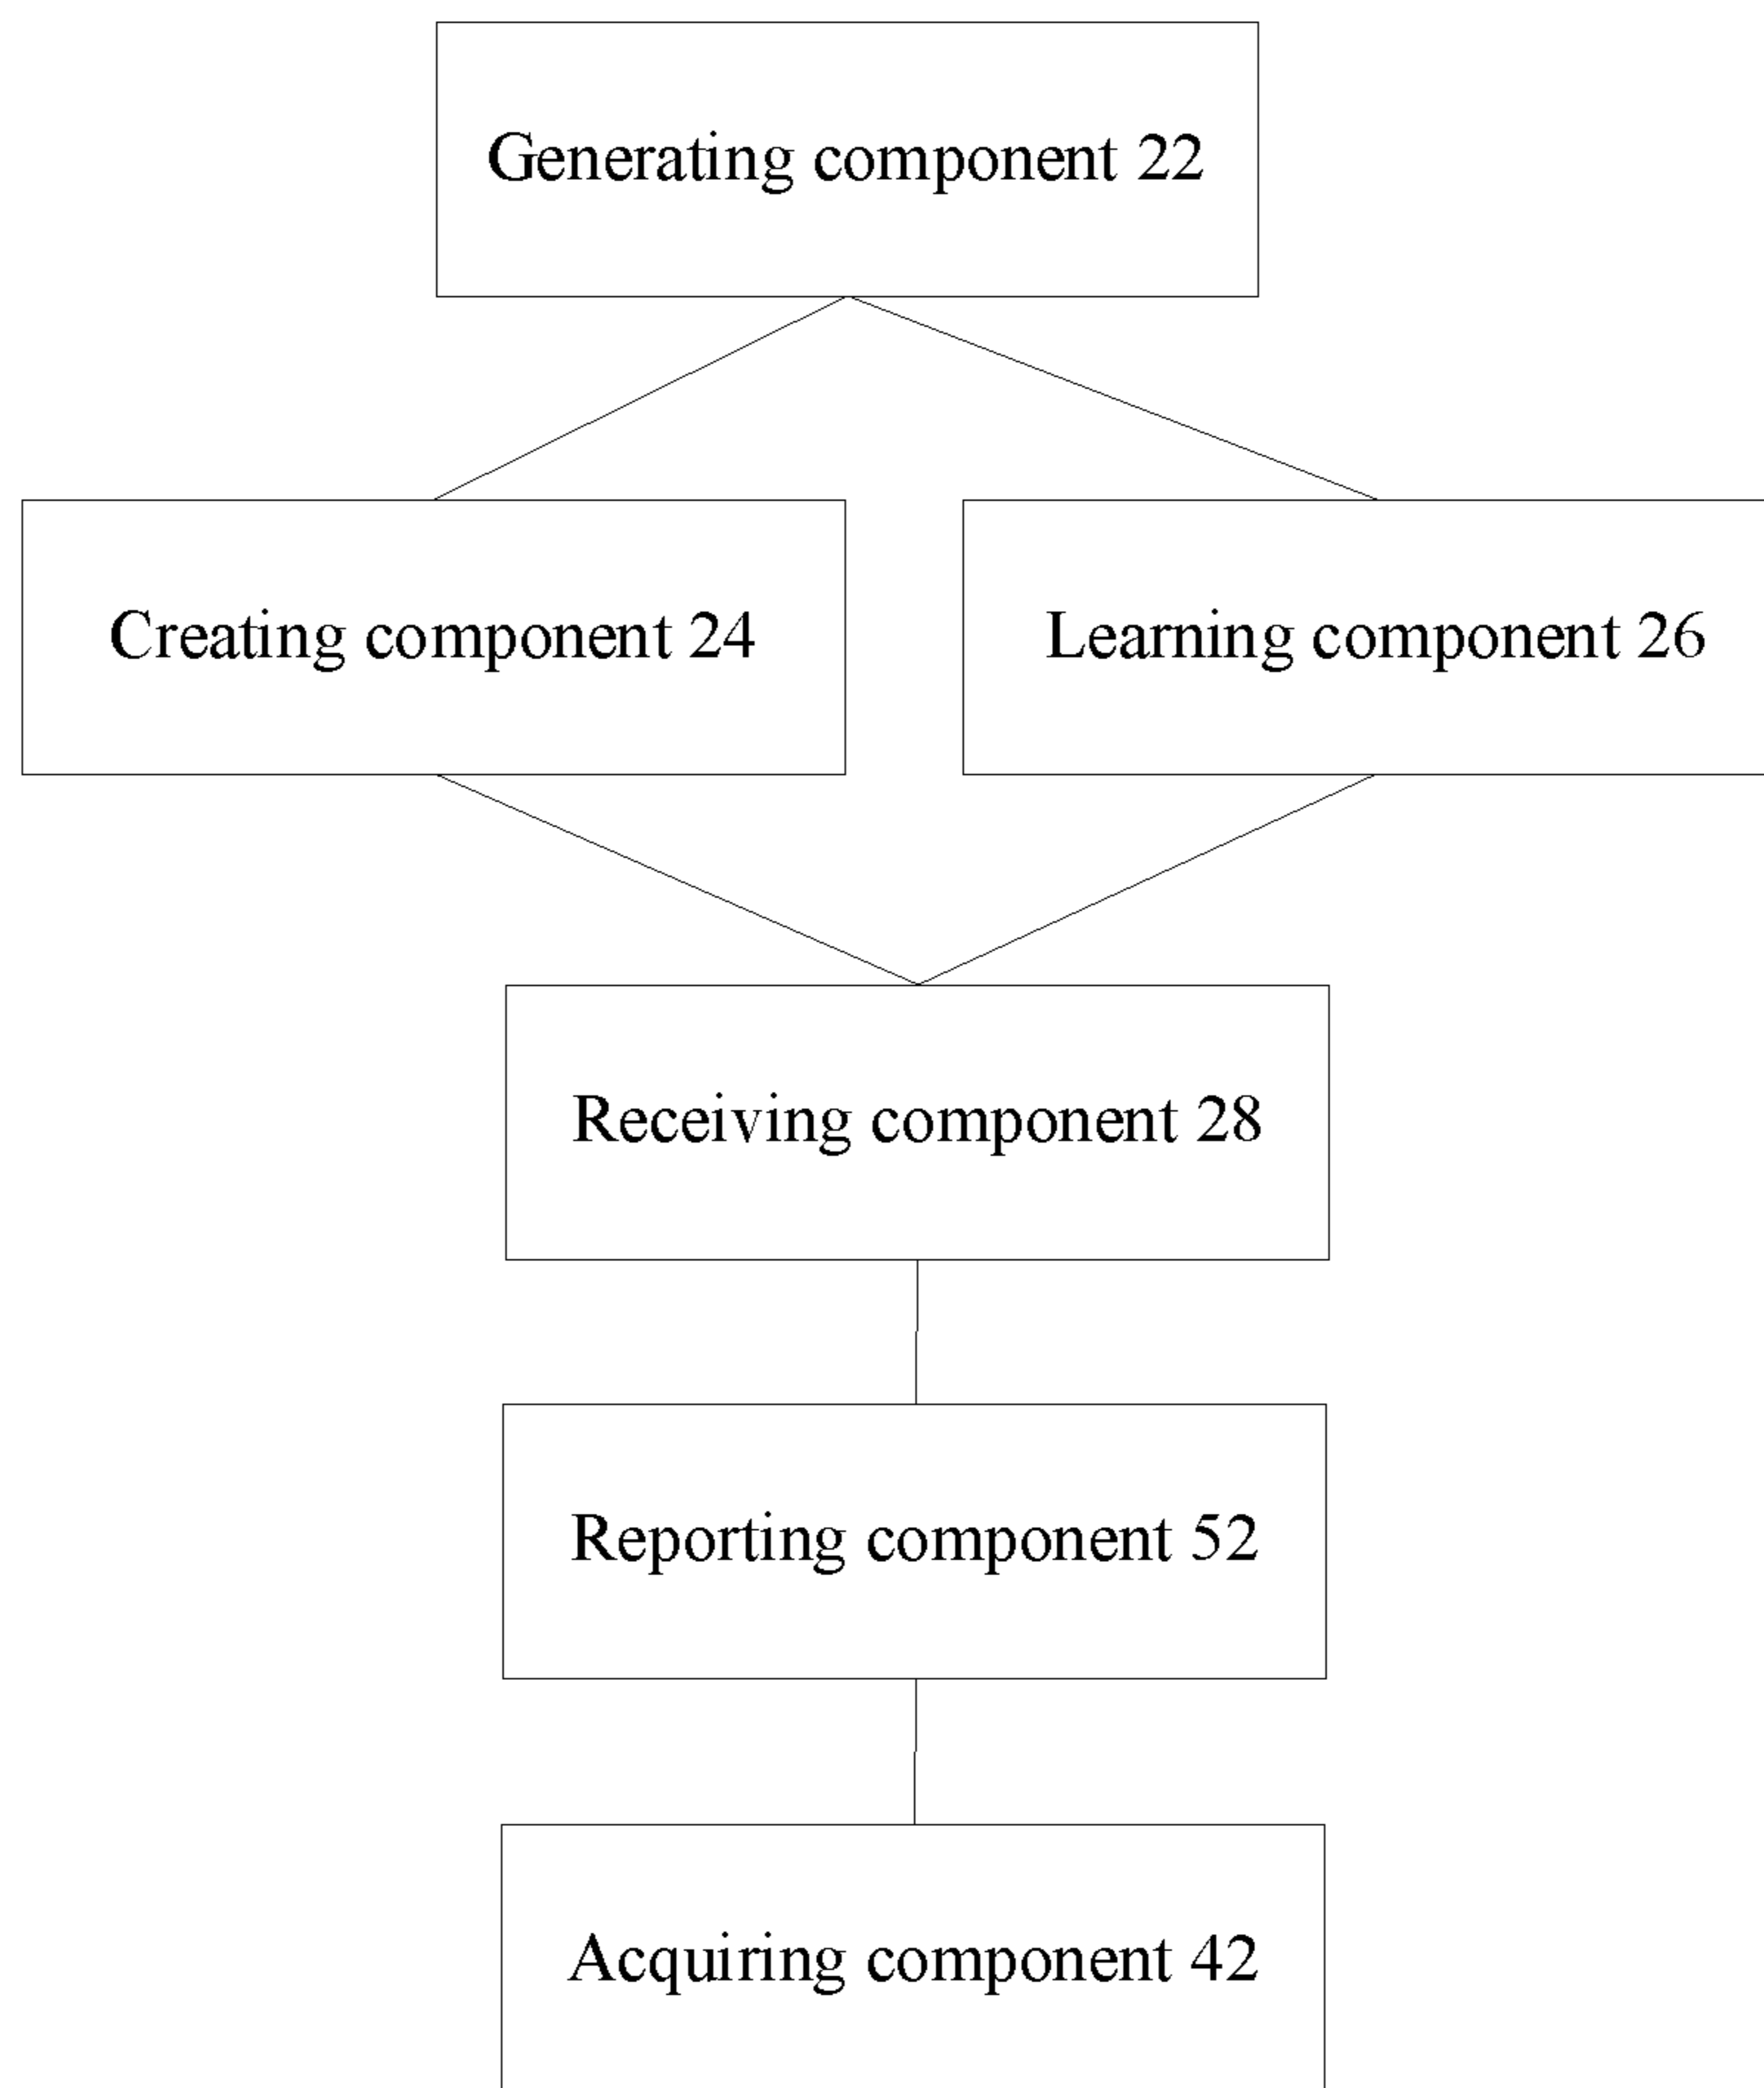 Generating component 22
Creating component 24
Learning component 26
Receiving component 28
Reporting component 52
Acquiring component 42